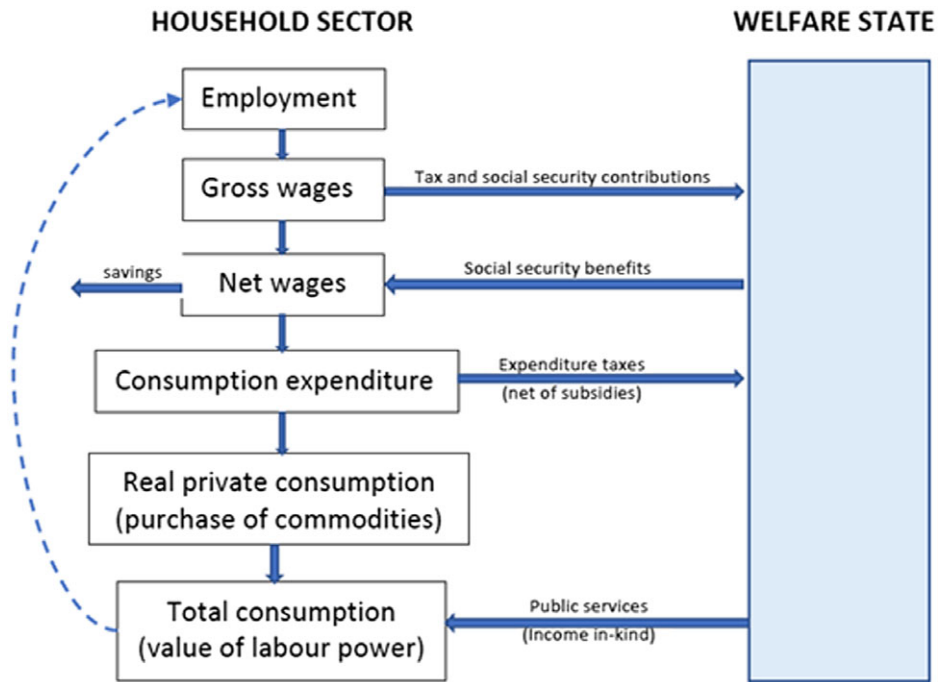 HOUSEHOLD SECTOR
WELFARE STATE
Employment
Gross wages
Tax and social security contributions
savings
Net wages
Social security benefits
Consumption expenditure
Expenditure taxes
(net of subsidies)
Real private consumption
(purchase of commodities)
Total consumption
(value of labour power)
Public services
(Income in-kind)